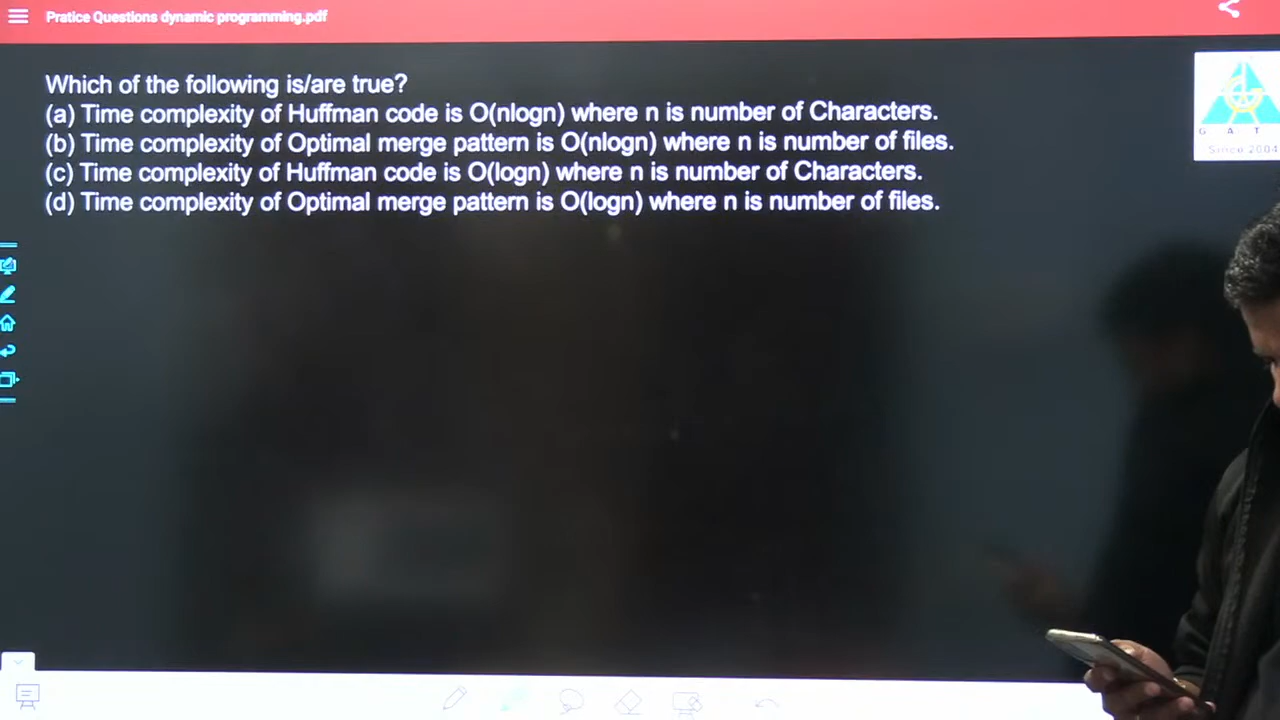 Pratice Questions dynamic programming.pdf
Which of the following is/are true?
(a) Time complexity of Huffman code is O(nlogn) where n is number of Characters.
(b) Time complexity of Optimal merge pattern is O(nlogn) where n is number of files.
(c) Time complexity of Huffman code is O(logn) where n is number of Characters.
(d) Time complexity of Optimal merge pattern is O(logn) where n is number of files.
G A T
Since 2004